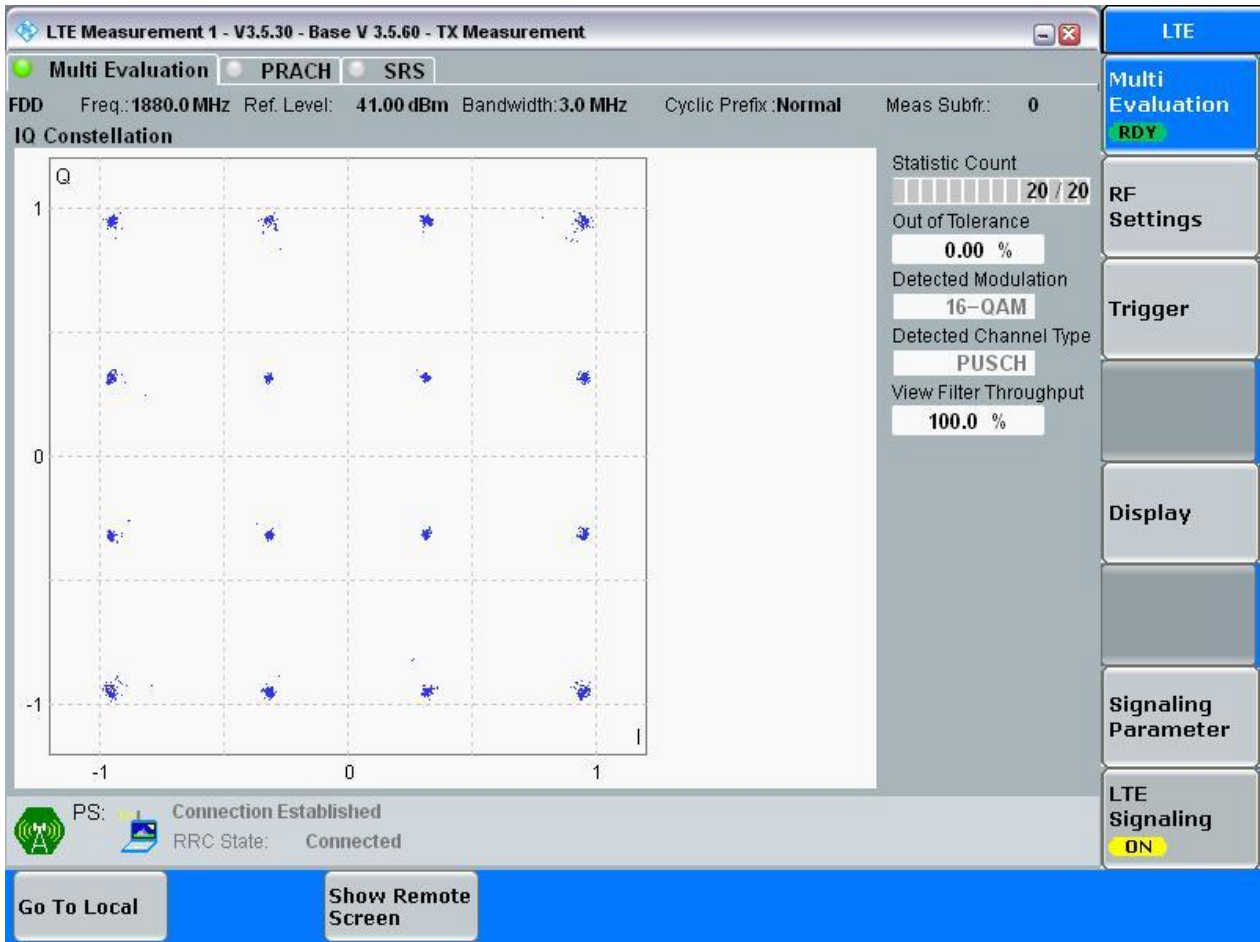 LTE Measurement 1 - V3.5.30 - Base V 3.5.60 - TX Measurement
LTE
Multi Evaluation PRACH SRS
FDD Freq.: 1880.0 MHz Ref. Level: 41.00 dBm Bandwidth: 3.0 MHz Cyclic Prefix : Normal Meas Subfr.: 0
IQ Constellation
Q
1
0
-1
I
-1 0 1
Statistic Count
20 / 20
Out of Tolerance
0.00 %
Detected Modulation
16-QAM
Detected Channel Type
PUSCH
View Filter Throughput
100.0 %
Multi
Evaluation
RDY
RF
Settings
Trigger
Display
Signaling
Parameter
LTE
Signaling
ON
PS: Connection Established
RRC State: Connected
Go To Local
Show Remote
Screen